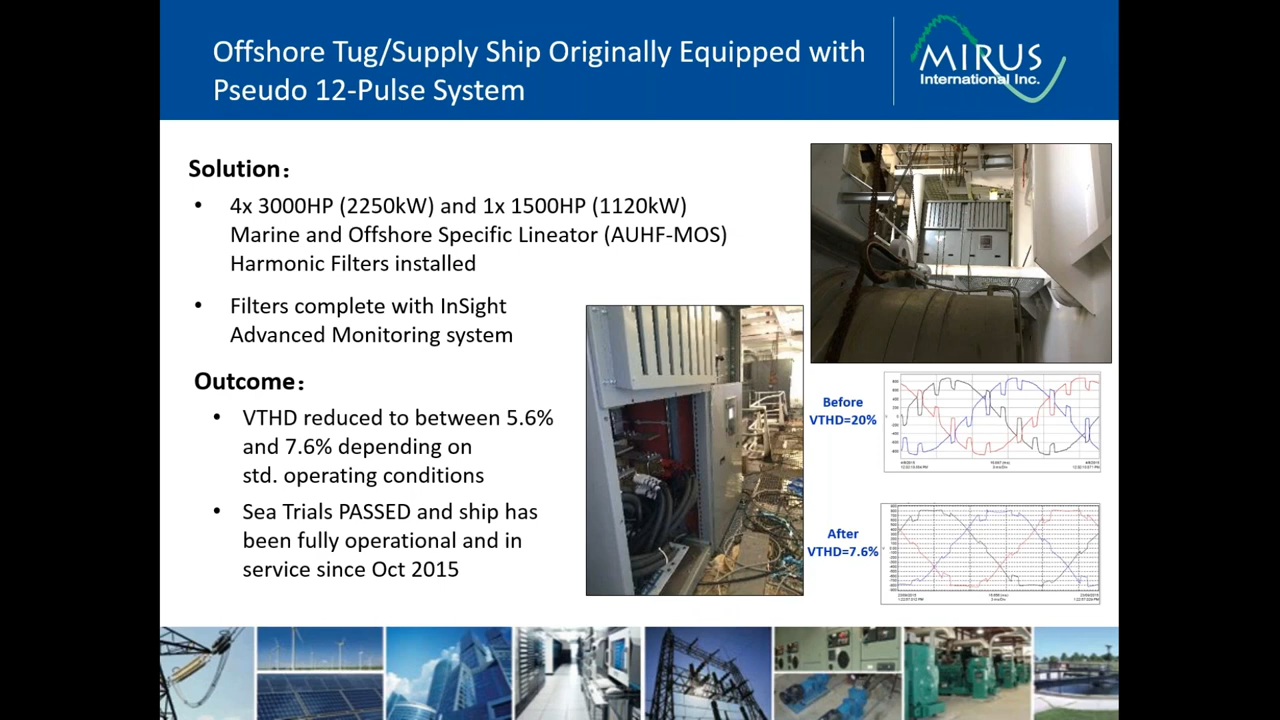 Offshore Tug/Supply Ship Originally Equipped with
Pseudo 12-Pulse System
MIRUS
International Inc.
Solution:
• 4x 3000HP (2250kW) and 1x 1500HP (1120kW)
Marine and Offshore Specific Lineator (AUHF-MOS)
Harmonic Filters installed
• Filters complete with InSight
Advanced Monitoring system
Outcome:
• VTHD reduced to between 5.6%
and 7.6% depending on
std. operating conditions
• Sea Trials PASSED and ship has
been fully operational and in
service since Oct 2015
Before
VTHD=20%
After
VTHD=7.6%